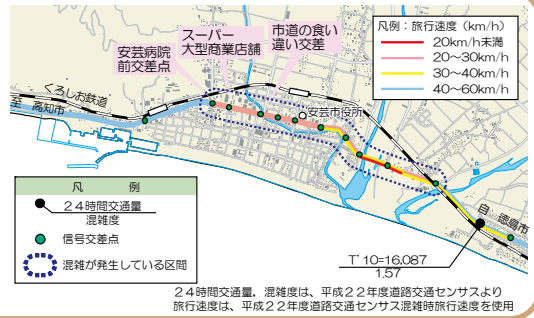 安芸病院
前交差点
スーパー
大型商業店舗
市道の食い
違い交差
凡例：旅行速度（km/h）
20km/h未満
20～30km/h
30～40km/h
40～60km/h
くろしお鉄道
至 高知市
安芸市役所
自 徳島市
凡 例
24時間交通量
混雑度
信号交差点
混雑が発生している区間
T' 10=16,087
1.57
24時間交通量，混雑度は、平成22年度道路交通センサスより
旅行速度は、平成22年度道路交通センサス混雑時旅行速度を使用